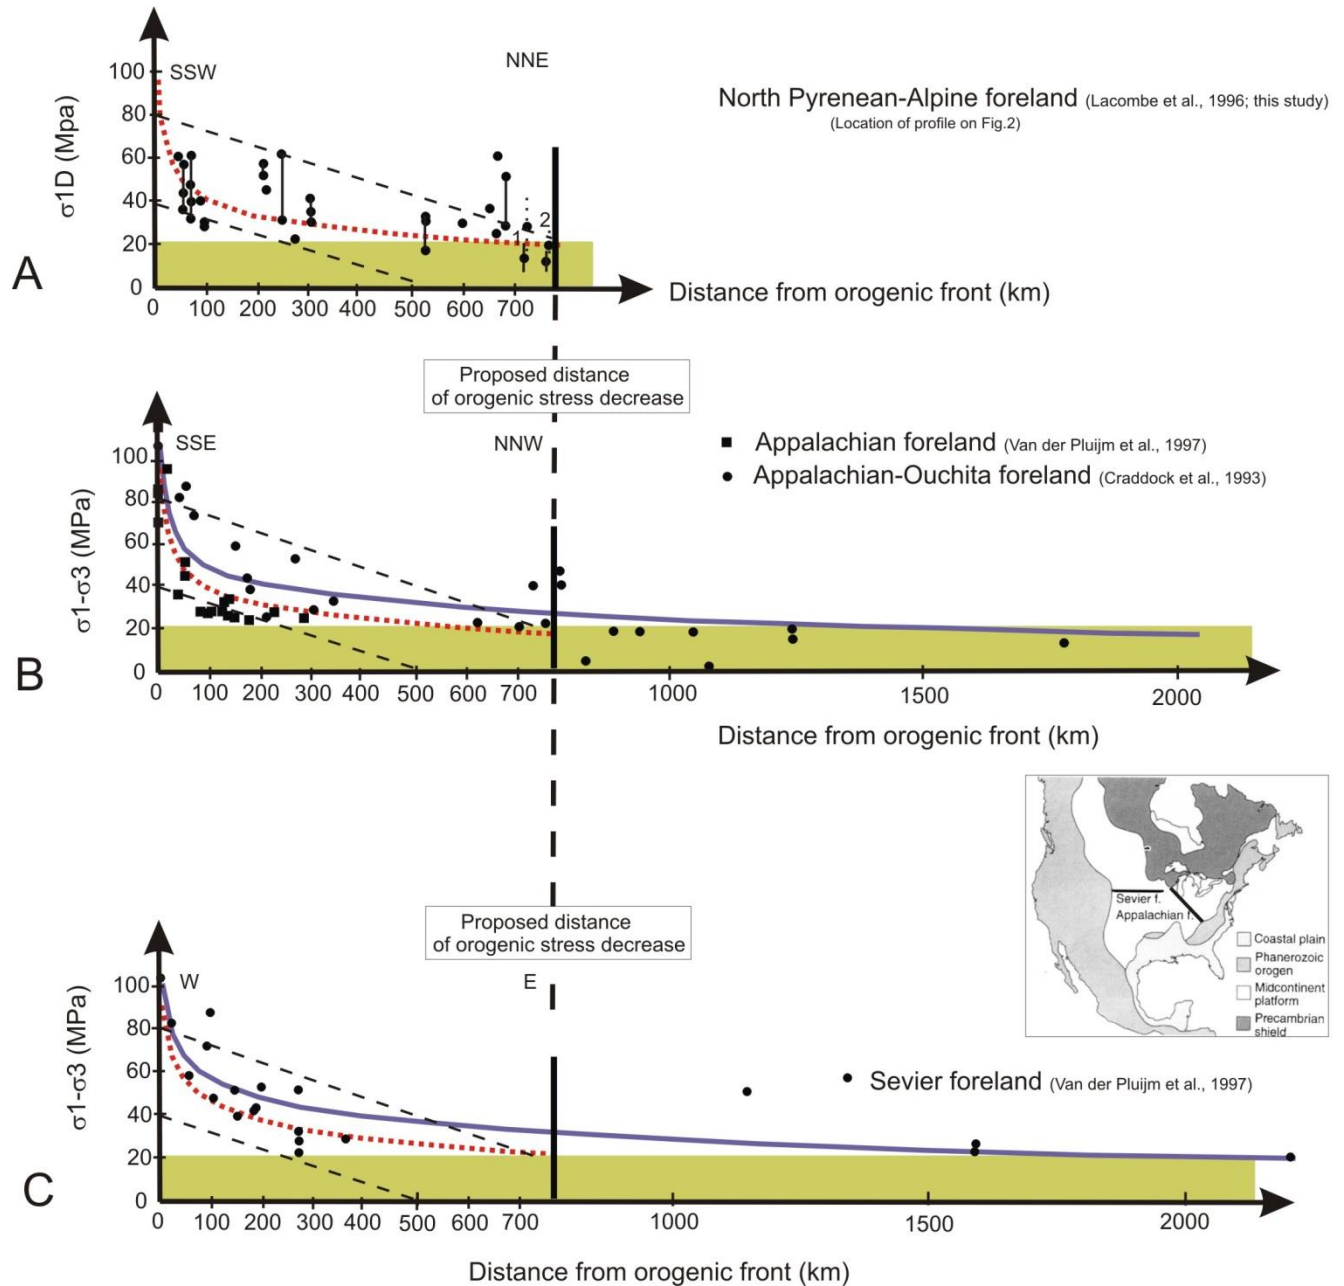 SSW
NNE
100
80
60
40
20
0
σ1D (Mpa)
North Pyrenean-Alpine foreland (Lacombe et al., 1996; this study)
(Location of profile on Fig.2)
1
2
A
0 100 200 300 400 500 600 700
Distance from orogenic front (km)
Proposed distance
of orogenic stress decrease
SSE
NNW
Appalachian foreland (Van der Pluijm et al., 1997)
Appalachian-Ouchita foreland (Craddock et al., 1993)
100
80
60
40
20
0
σ1-σ3 (MPa)
B
0 100 200 300 400 500 600 700 1000 1500 2000
Distance from orogenic front (km)
Sevier f.
Appalachian f.
Coastal plain
Phanerozoic
orogen
Midcontinent
platform
Precambrian
shield
Proposed distance
of orogenic stress decrease
W
E
100
80
60
40
20
0
σ1-σ3 (MPa)
Sevier foreland (Van der Pluijm et al., 1997)
C
0 100 200 300 400 500 600 700 1000 1500 2000
Distance from orogenic front (km)